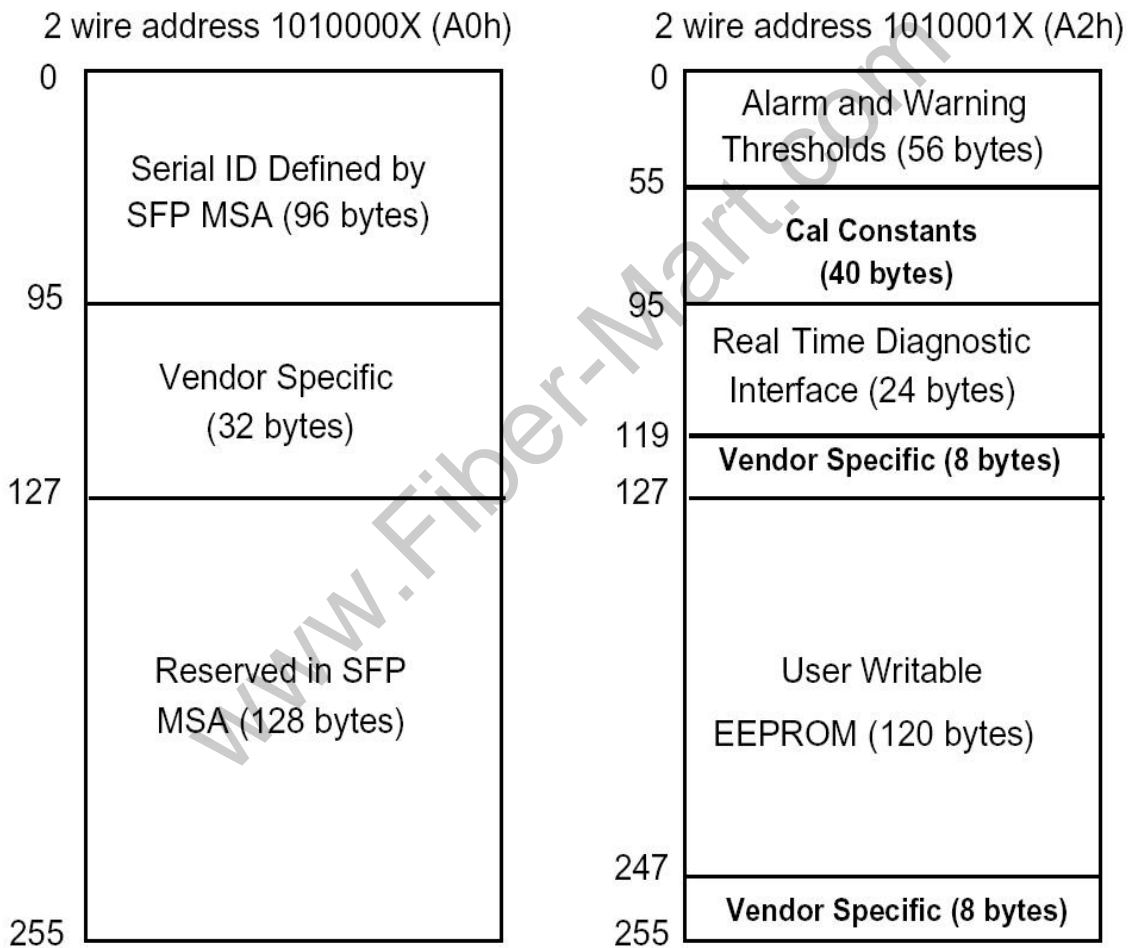 2 wire address 1010000X (A0h)
0
Serial ID Defined by
SFP MSA (96 bytes)
95
Vendor Specific
(32 bytes)
127
Reserved in SFP
MSA (128 bytes)
255
2 wire address 1010001X (A2h)
0
Alarm and Warning
Thresholds (56 bytes)
55
Cal Constants
(40 bytes)
95
Real Time Diagnostic
Interface (24 bytes)
119
Vendor Specific (8 bytes)
127
User Writable
EEPROM (120 bytes)
247
Vendor Specific (8 bytes)
255
www.Fiber-Mart.com